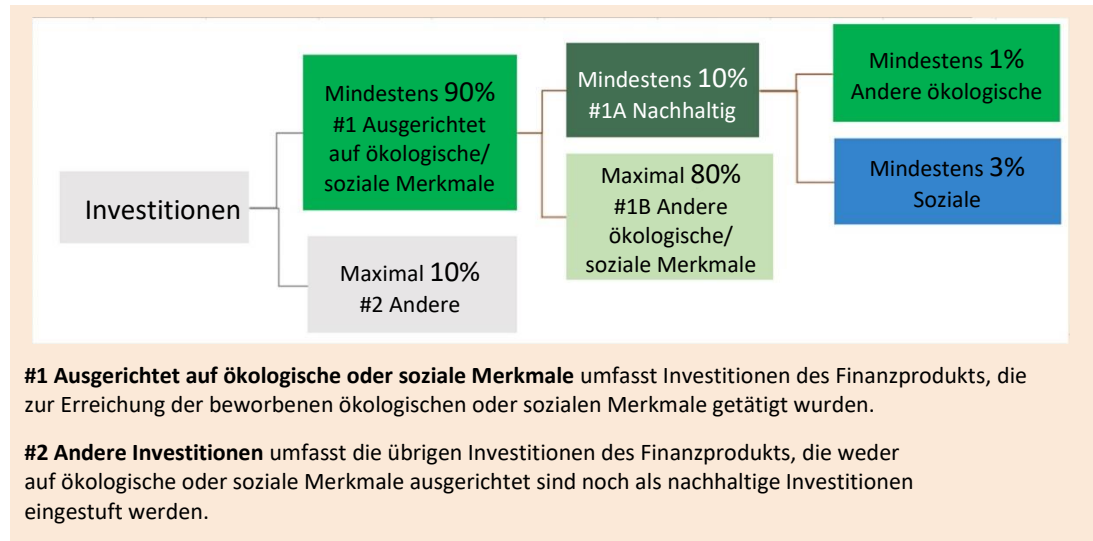 Investitionen
Mindestens 90%
#1 Ausgerichtet
auf ökologische/
soziale Merkmale
Maximal 10%
#2 Andere
Mindestens 10%
#1A Nachhaltig
Maximal 80%
#1B Andere
ökologische/
soziale Merkmale
Mindestens 1%
Andere ökologische
Mindestens 3%
Soziale
#1 Ausgerichtet auf ökologische oder soziale Merkmale umfasst Investitionen des Finanzprodukts, die
zur Erreichung der beworbenen ökologischen oder sozialen Merkmale getätigt wurden.
#2 Andere Investitionen umfasst die übrigen Investitionen des Finanzprodukts, die weder
auf ökologische oder soziale Merkmale ausgerichtet sind noch als nachhaltige Investitionen
eingestuft werden.